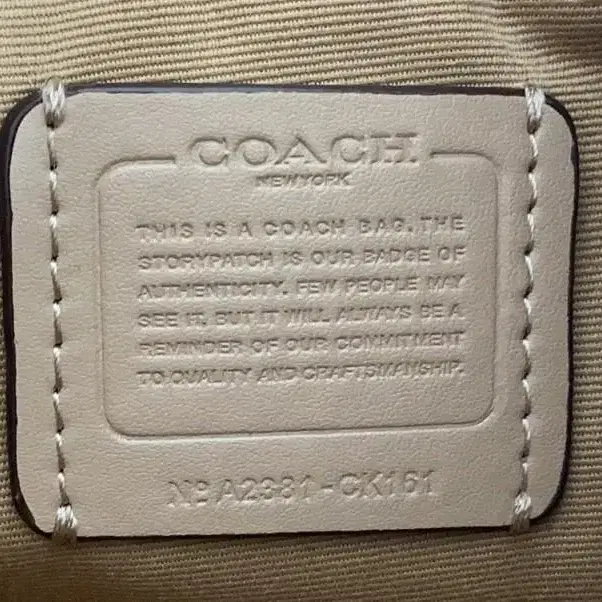 COACH
NEW YORK
THIS IS A COACH BAG. THE
STORYPATCH IS OUR BADGE OF
AUTHENTICITY. FEW PEOPLE MAY
SEE IT. BUT IT WILL ALWAYS BE A
REMINDER OF OUR COMMITMENT
TO QUALITY AND CRAFTSMANSHIP.
Nº A2381-CK161